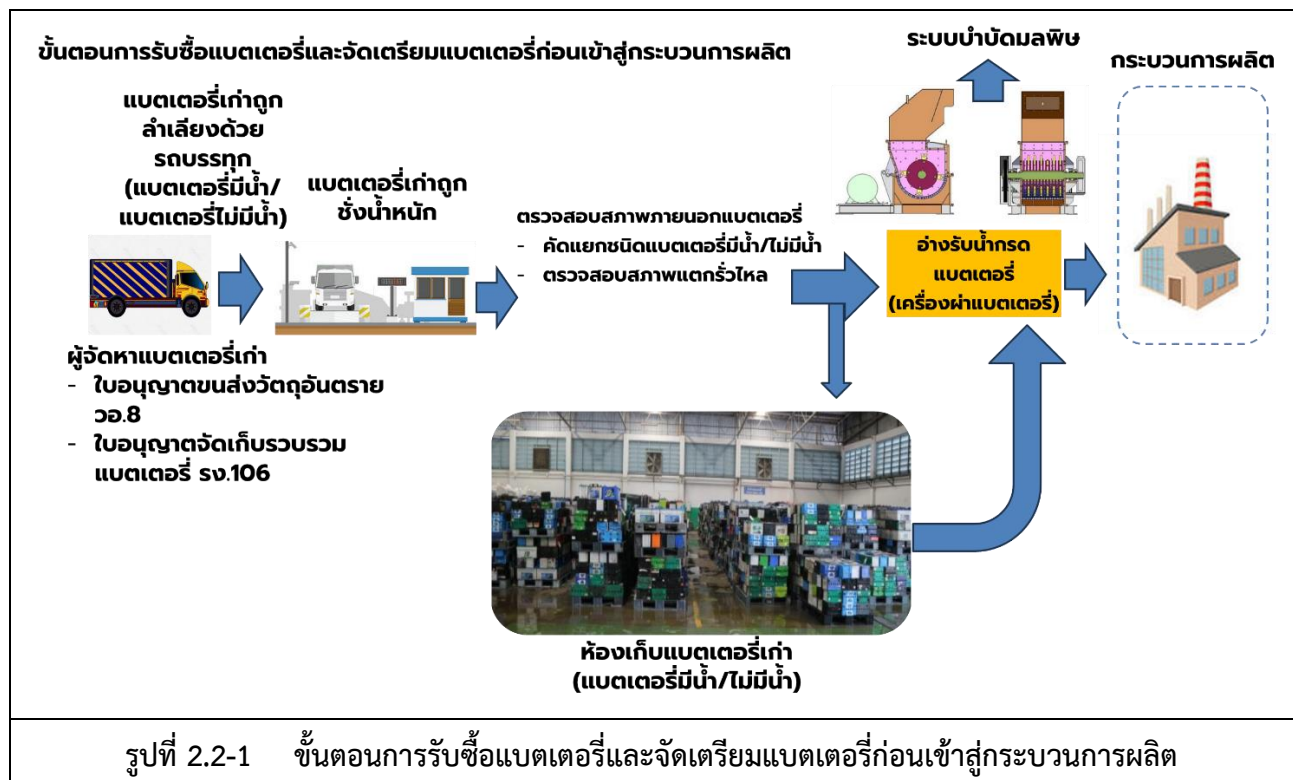 ขั้นตอนการรับซื้อแบตเตอรี่และจัดเตรียมแบตเตอรี่ก่อนเข้าสู่กระบวนการผลิต
แบตเตอรี่เก่าถูก
ลำเลียงด้วย
รถบรรทุก
(แบตเตอรี่มีน้ำ/
แบตเตอรี่ไม่มีน้ำ)
ผู้จัดหาแบตเตอรี่เก่า
- ใบอนุญาตขนส่งวัตถุอันตราย
วอ.8
- ใบอนุญาตจัดเก็บรวบรวม
แบตเตอรี่ รง.106
แบตเตอรี่เก่าถูก
ชั่งน้ำหนัก
ตรวจสอบสภาพภายนอกแบตเตอรี่
- คัดแยกชนิดแบตเตอรี่มีน้ำ/ไม่มีน้ำ
- ตรวจสอบสภาพแตกรั่วไหล
ระบบบำบัดมลพิษ
อ่างรับน้ำกรด
แบตเตอรี่
(เครื่องผ่าแบตเตอรี่)
กระบวนการผลิต
ห้องเก็บแบตเตอรี่เก่า
(แบตเตอรี่มีน้ำ/ไม่มีน้ำ)
รูปที่ 2.2-1 ขั้นตอนการรับซื้อแบตเตอรี่และจัดเตรียมแบตเตอรี่ก่อนเข้าสู่กระบวนการผลิต